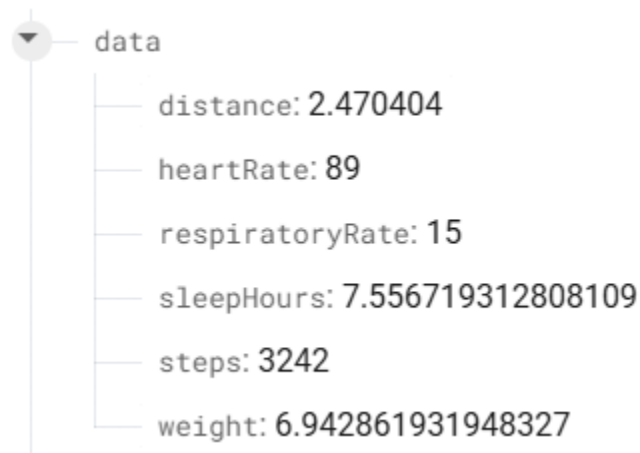 data
distance: 2.470404
heartRate: 89
respiratoryRate: 15
sleepHours: 7.556719312808109
steps: 3242
weight: 6.942861931948327